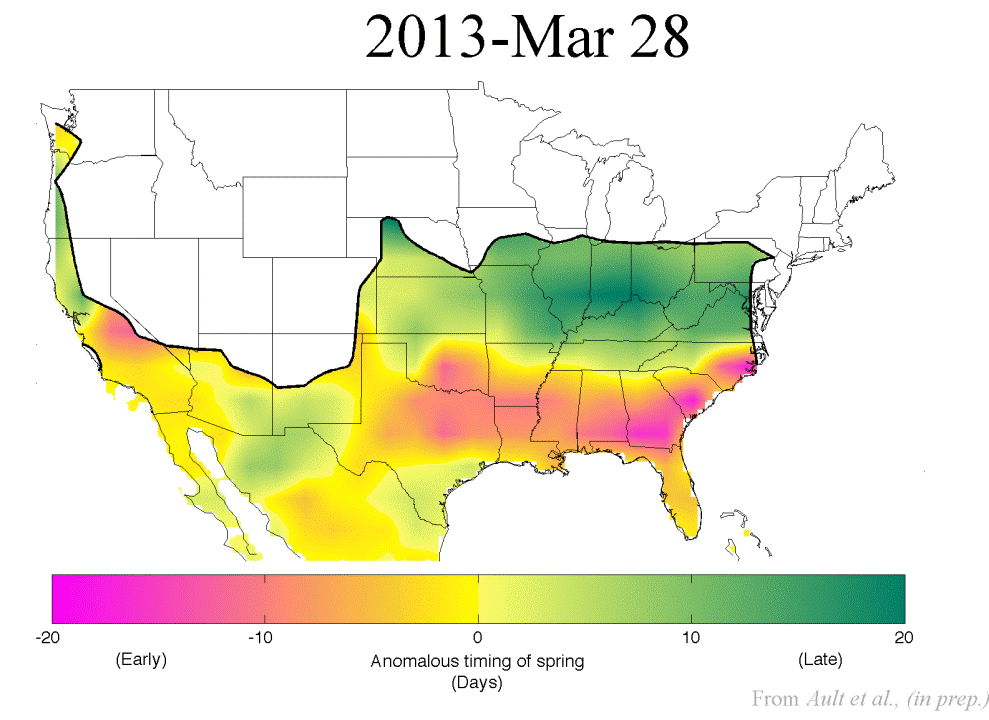 2013-Mar 28
-20 -10 0 10 20
(Early) Anomalous timing of spring (Late)
(Days)
From Ault et al., (in prep.)